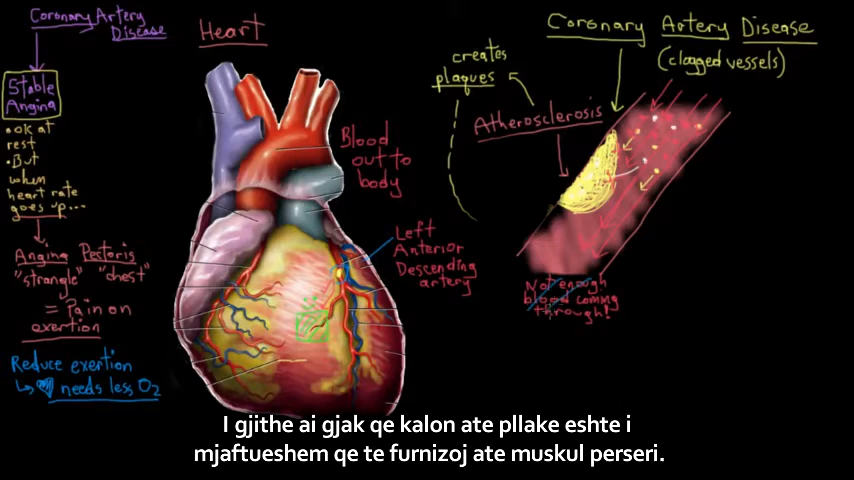 Coronary Artery
Disease
Stable
Angina
• ok at
rest
• But
when
heart rate
goes up...
Angina Pectoris
"strangle" "chest"
= Pain on
exertion
Reduce exertion
↳ needs less O2
Heart
Blood
out to
body
Left
Anterior
Descending
artery
Coronary Artery Disease
(clogged vessels)
creates
plaques
Atherosclerosis
Not enough
blood coming
through!
I gjithe ai gjak qe kalon ate pllake eshte i
mjaftueshem qe te furnizoj ate muskul perseri.